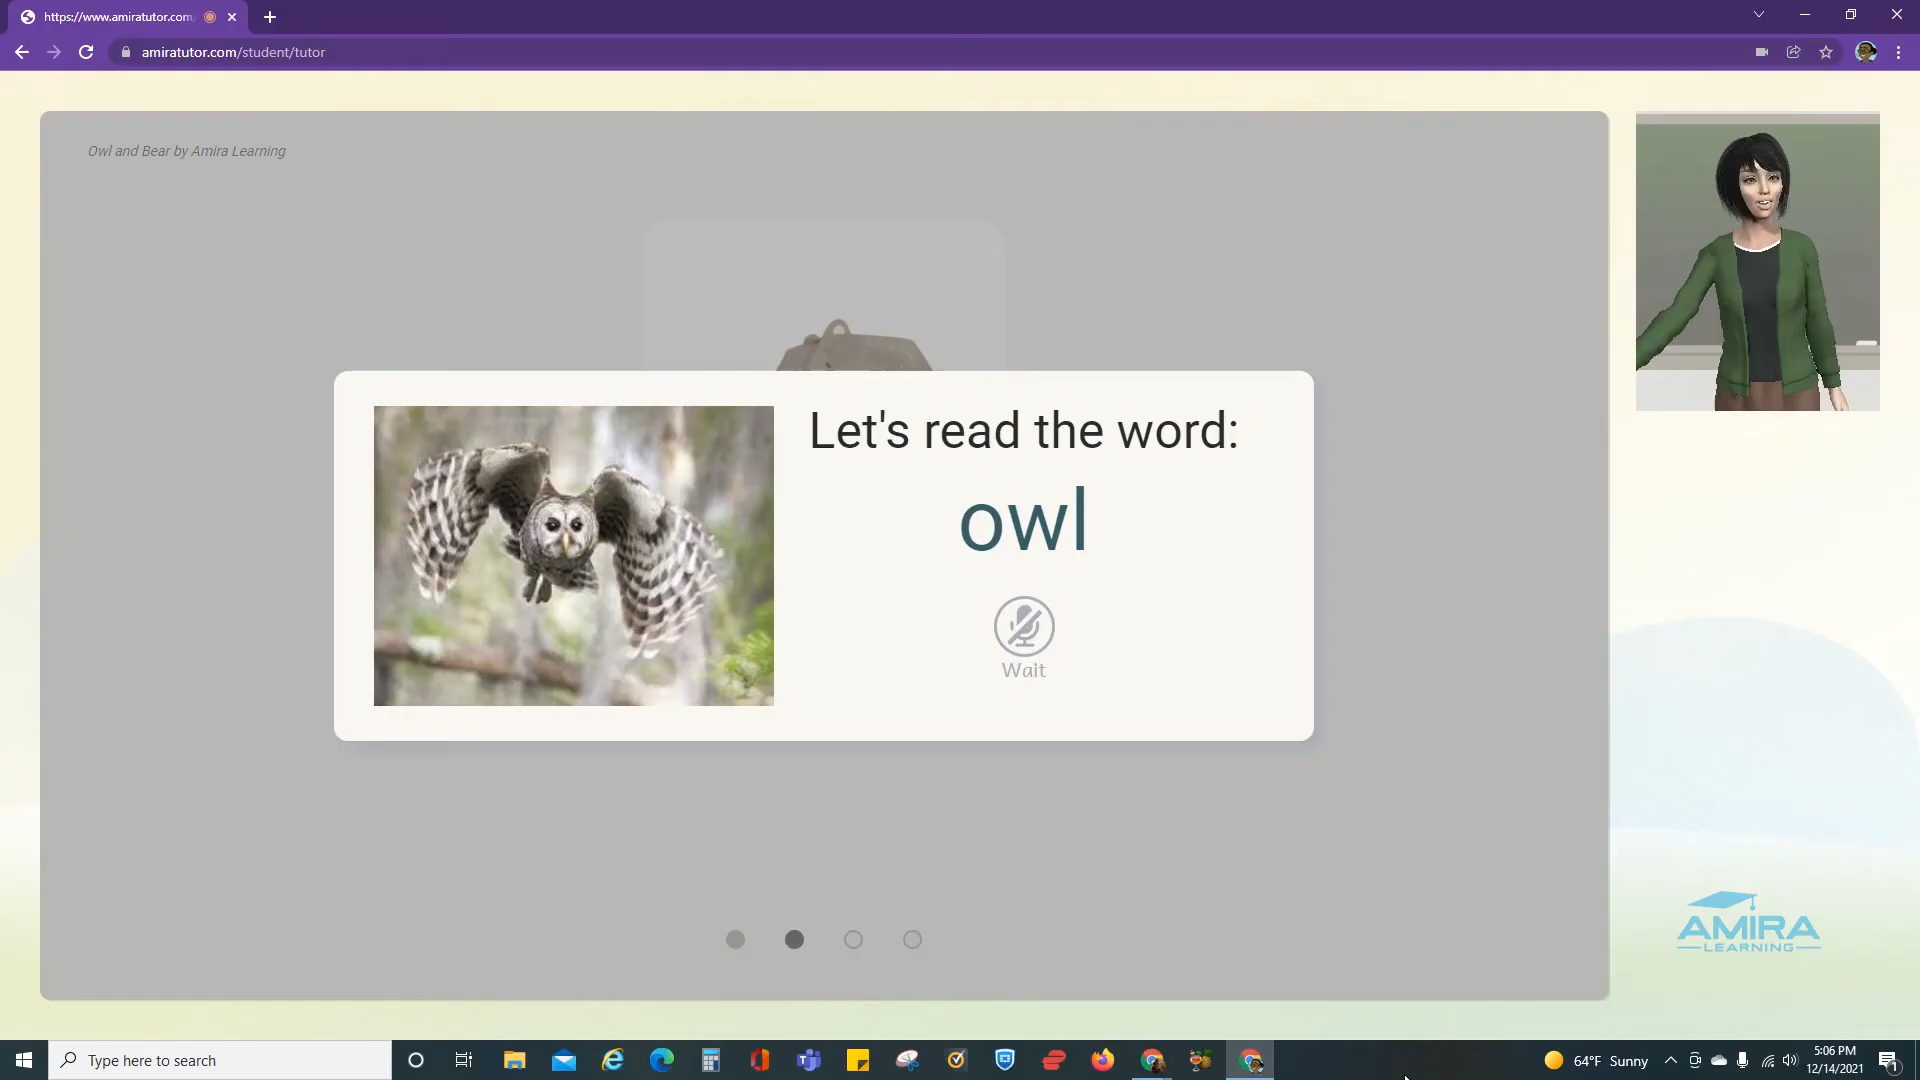 https://www.amiratutor.com
amiratutor.com/student/tutor
Owl and Bear by Amira Learning
Let's read the word:
owl
Wait
AMIRA
LEARNING
Type here to search
64°F Sunny
5:06 PM
12/14/2021
1